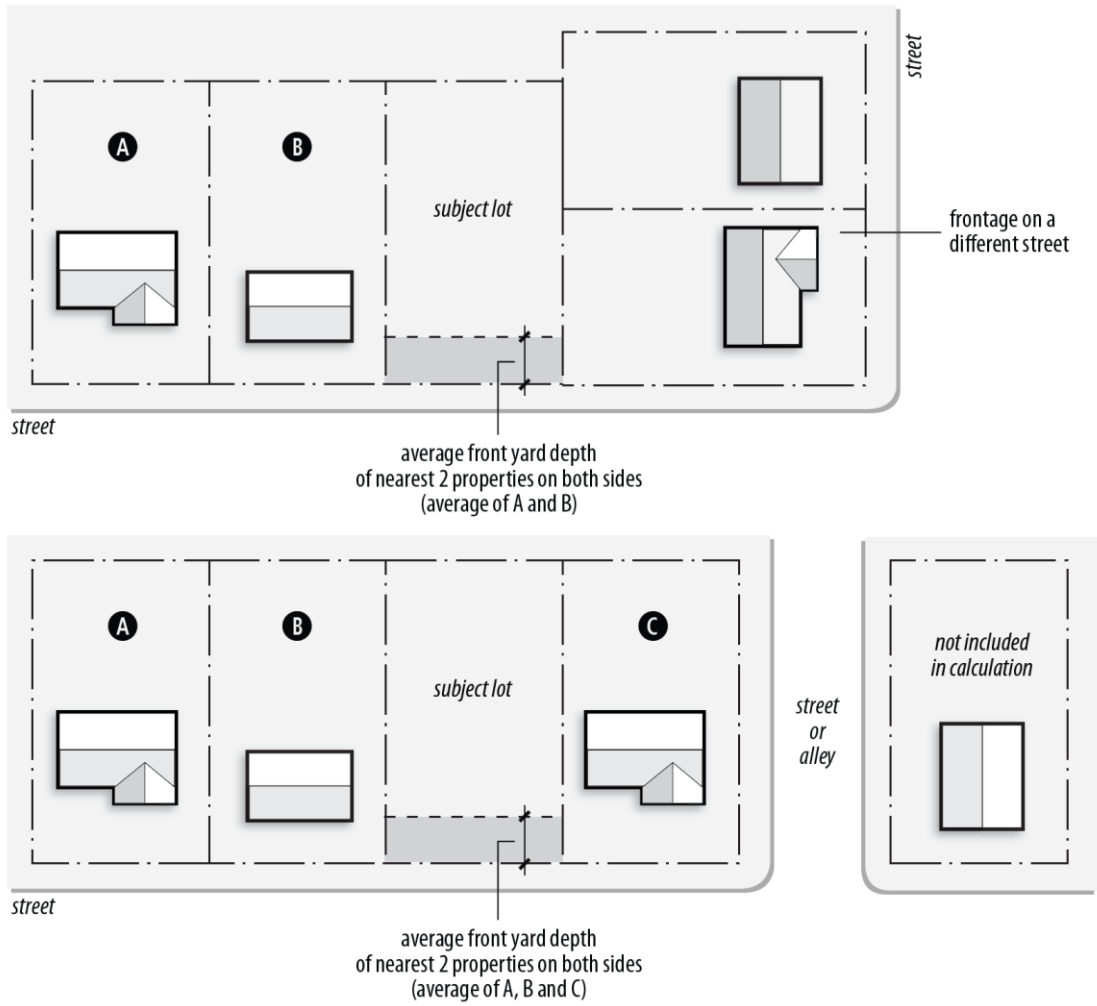 street
A
B
subject lot
frontage on a
different street
street
average front yard depth
of nearest 2 properties on both sides
(average of A and B)
A
B
subject lot
C
street
or
alley
not included
in calculation
street
average front yard depth
of nearest 2 properties on both sides
(average of A, B and C)